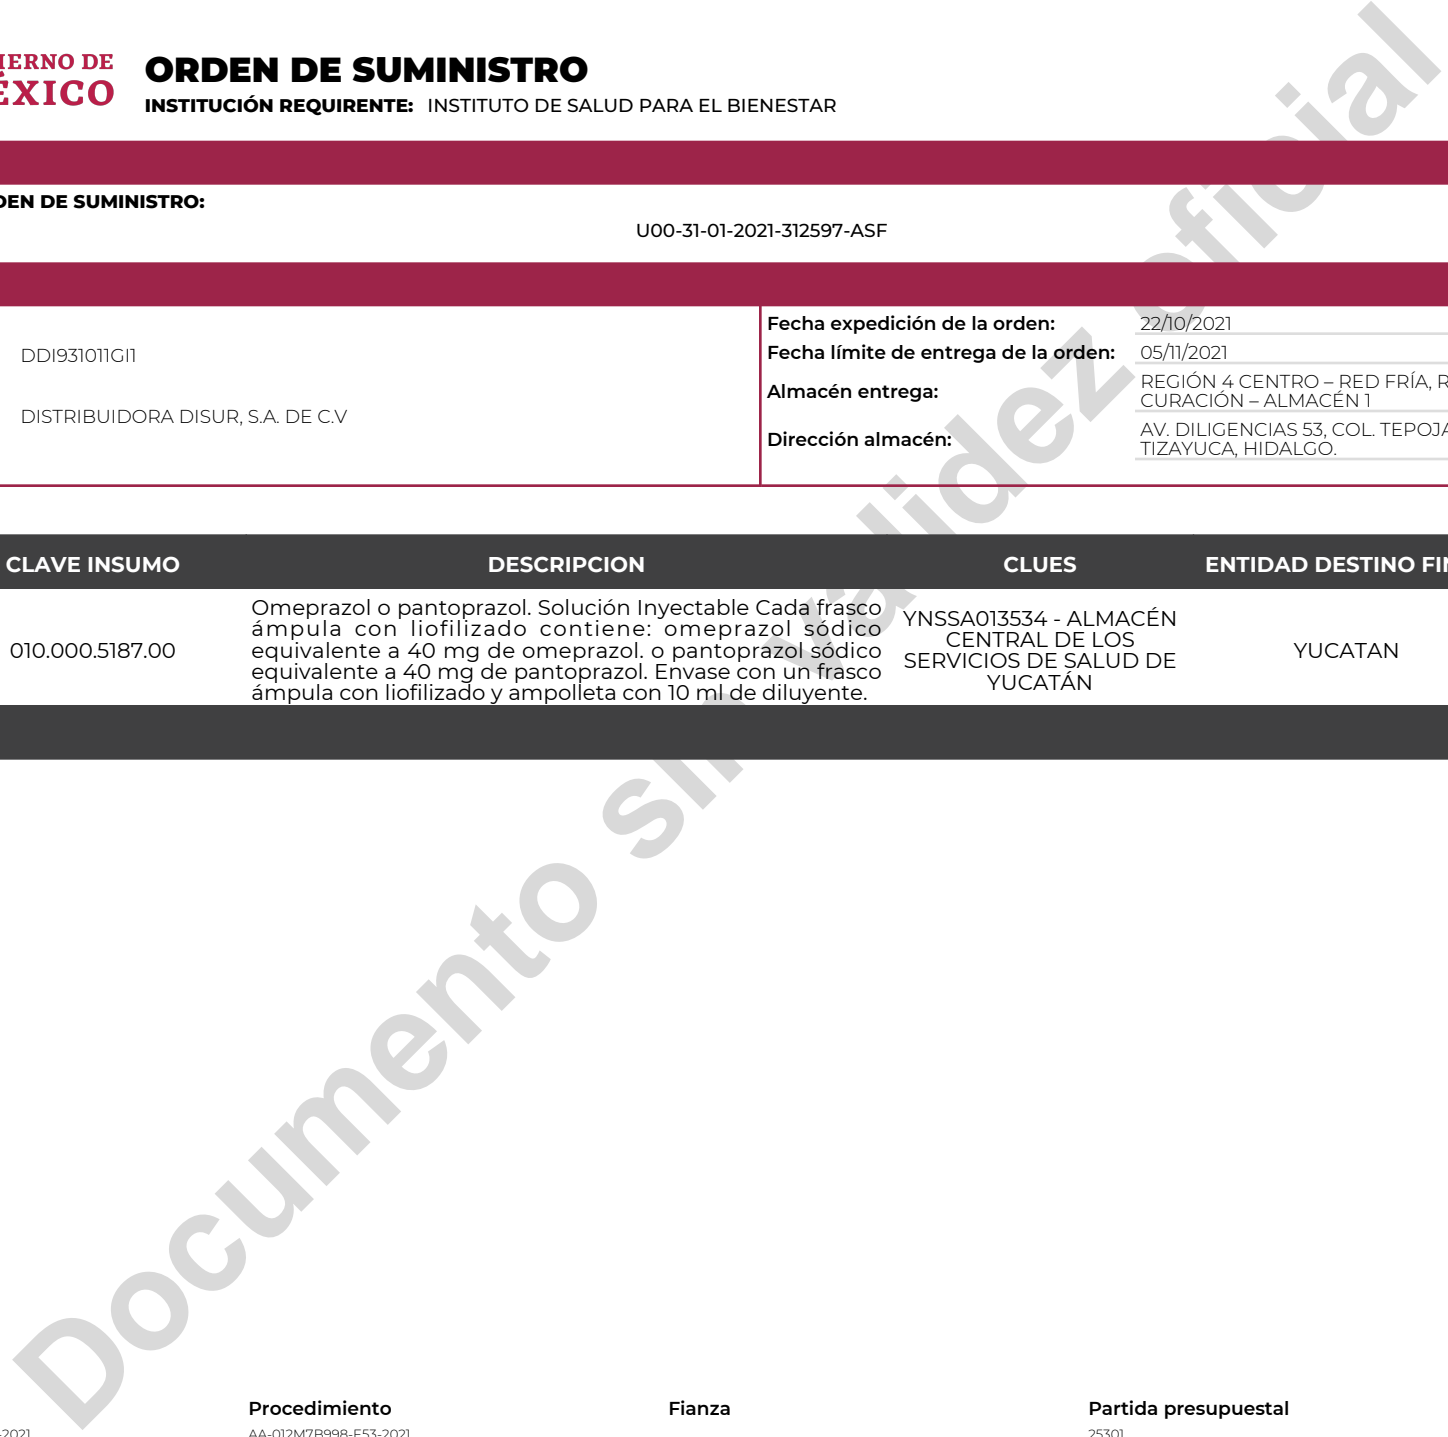 ORDEN DE SUMINISTRO
INSTITUCIÓN REQUIRENTE: INSTITUTO DE SALUD PARA EL BIENESTAR
DE SUMINISTRO:
U00-31-01-2021-312597-ASF
DDI931011GI1
DISTRIBUIDORA DISUR, S.A. DE C.V
Fecha expedición de la orden: 22/10/2021
Fecha límite de entrega de la orden: 05/11/2021
Almacén entrega: REGIÓN 4 CENTRO – RED FRÍA,
CURACIÓN – ALMACÉN 1
Dirección almacén: AV. DILIGENCIAS 53, COL.
TIZAYUCA, HIDALGO.
CLAVE INSUMO DESCRIPCION CLUES ENTIDAD DESTINO
010.000.5187.00
Omeprazol o pantoprazol. Solución Inyectable Cada frasco
ámpula con liofilizado contiene: omeprazol sódico
equivalente a 40 mg de omeprazol. o pantoprazol sódico
equivalente a 40 mg de pantoprazol. Envase con un frasco
ámpula con liofilizado y ampolleta con 10 ml de diluyente.
YNSSA013534 - ALMACÉN
CENTRAL DE LOS
SERVICIOS DE SALUD DE
YUCATÁN
YUCATAN
Documento sin validez oficial
Procedimiento Fianza Partida presupuestal
AA-012M7B998-E53-2021 25301